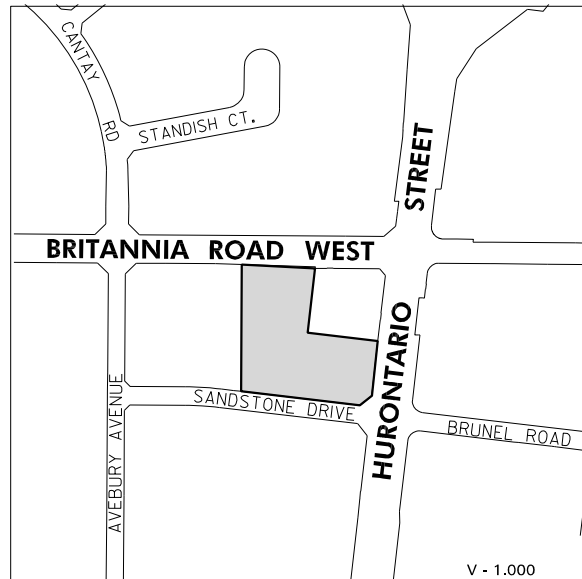 CANTAY RD
STANDISH CT.
HURONTARIO STREET
BRITANNIA ROAD WEST
SANDSTONE DRIVE
AVEBURY AVENUE
BRUNEL ROAD
V - 1.000